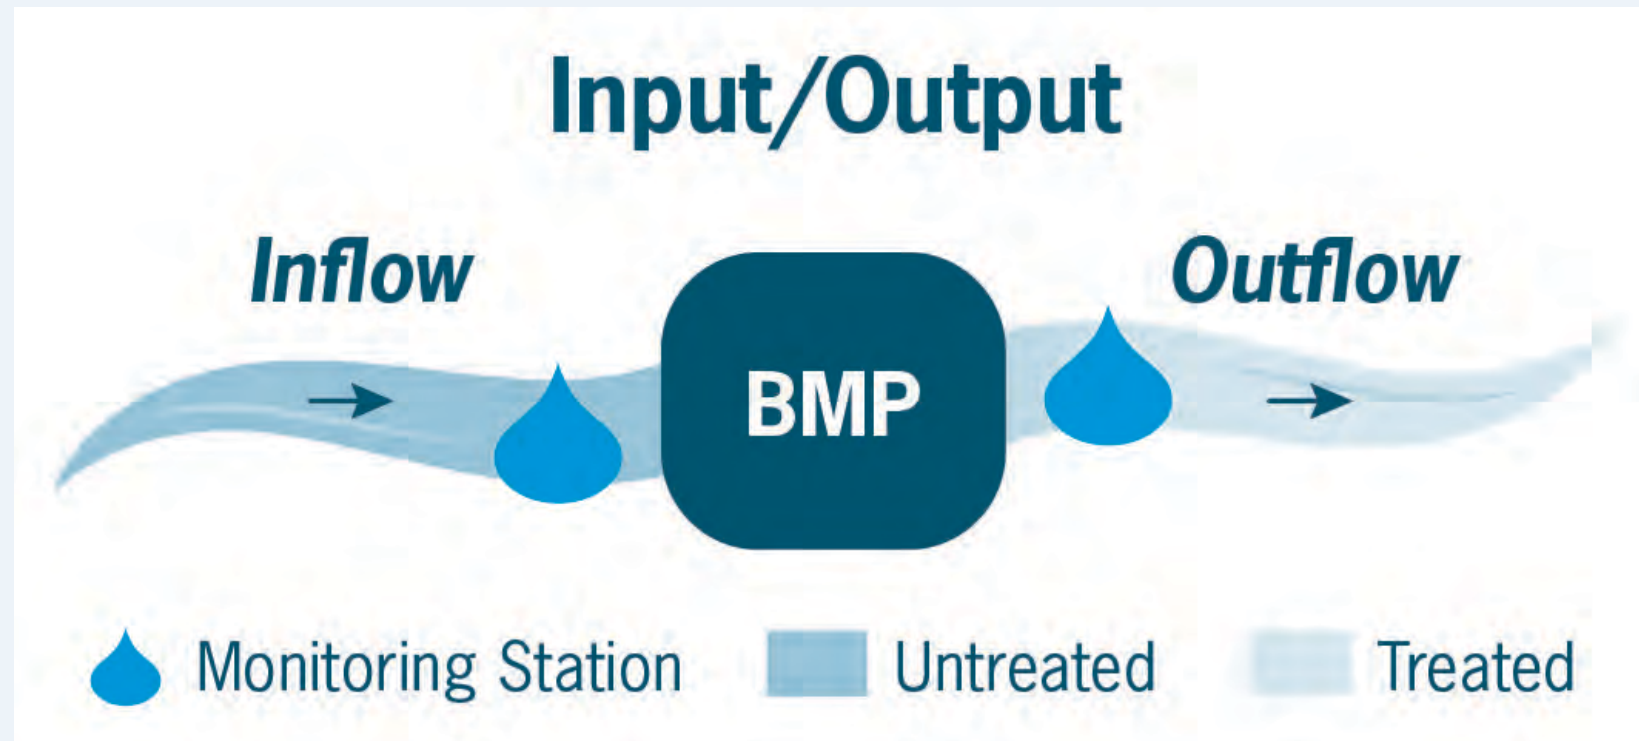 Input/Output
Inflow
Outflow
BMP
Monitoring Station
Untreated
Treated